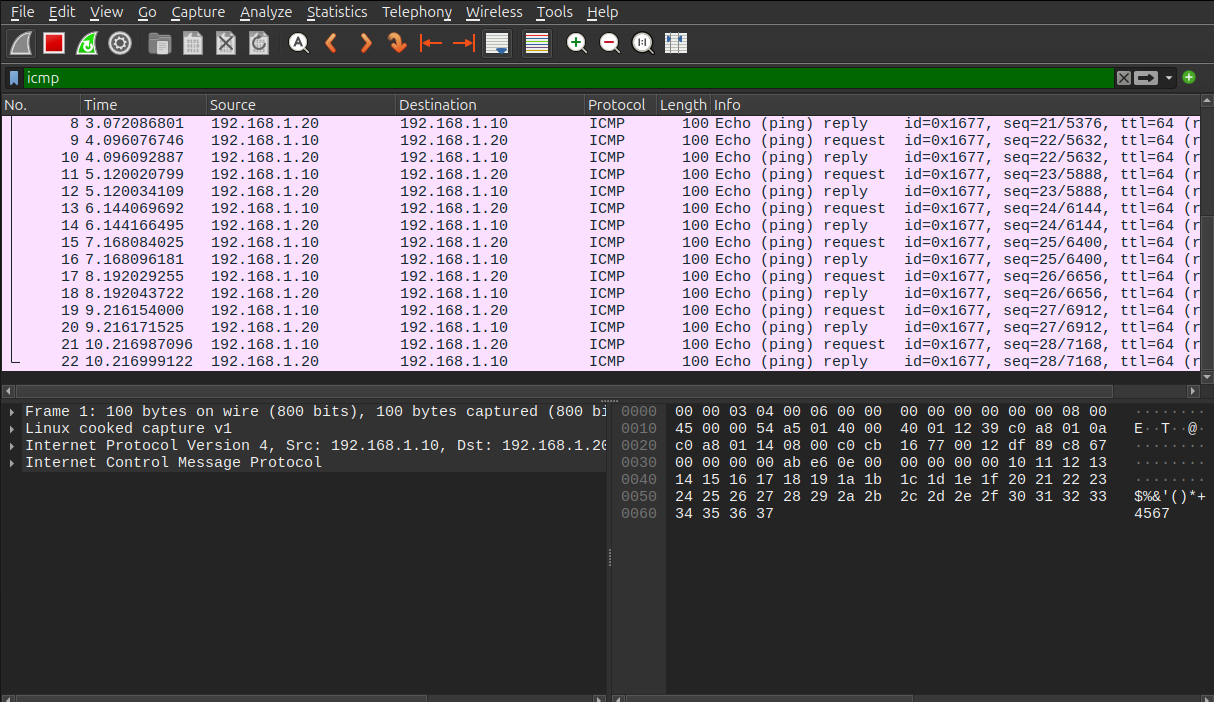 File Edit View Go Capture Analyze Statistics Telephony Wireless Tools Help
icmp
No. Time Source Destination Protocol Length Info
8 3.072086801 192.168.1.20 192.168.1.10 ICMP 100 Echo (ping) reply id=0x1677, seq=21/5376, ttl=64 (r
9 4.096076746 192.168.1.10 192.168.1.20 ICMP 100 Echo (ping) request id=0x1677, seq=22/5632, ttl=64 (r
10 4.096092887 192.168.1.20 192.168.1.10 ICMP 100 Echo (ping) reply id=0x1677, seq=22/5632, ttl=64 (r
11 5.120020799 192.168.1.10 192.168.1.20 ICMP 100 Echo (ping) request id=0x1677, seq=23/5888, ttl=64 (r
12 5.120034109 192.168.1.20 192.168.1.10 ICMP 100 Echo (ping) reply id=0x1677, seq=23/5888, ttl=64 (r
13 6.144069692 192.168.1.10 192.168.1.20 ICMP 100 Echo (ping) request id=0x1677, seq=24/6144, ttl=64 (r
14 6.144166495 192.168.1.20 192.168.1.10 ICMP 100 Echo (ping) reply id=0x1677, seq=24/6144, ttl=64 (r
15 7.168084025 192.168.1.10 192.168.1.20 ICMP 100 Echo (ping) request id=0x1677, seq=25/6400, ttl=64 (r
16 7.168096181 192.168.1.20 192.168.1.10 ICMP 100 Echo (ping) reply id=0x1677, seq=25/6400, ttl=64 (r
17 8.192029255 192.168.1.10 192.168.1.20 ICMP 100 Echo (ping) request id=0x1677, seq=26/6656, ttl=64 (r
18 8.192043722 192.168.1.20 192.168.1.10 ICMP 100 Echo (ping) reply id=0x1677, seq=26/6656, ttl=64 (r
19 9.216154000 192.168.1.10 192.168.1.20 ICMP 100 Echo (ping) request id=0x1677, seq=27/6912, ttl=64 (r
20 9.216171525 192.168.1.20 192.168.1.10 ICMP 100 Echo (ping) reply id=0x1677, seq=27/6912, ttl=64 (r
21 10.216987096 192.168.1.10 192.168.1.20 ICMP 100 Echo (ping) request id=0x1677, seq=28/7168, ttl=64 (r
22 10.216999122 192.168.1.20 192.168.1.10 ICMP 100 Echo (ping) reply id=0x1677, seq=28/7168, ttl=64 (r
Frame 1: 100 bytes on wire (800 bits), 100 bytes captured (800 bi
Linux cooked capture v1
Internet Protocol Version 4, Src: 192.168.1.10, Dst: 192.168.1.20
Internet Control Message Protocol
0000 00 00 03 04 00 06 00 00 00 00 00 00 00 00 08 00 ········
0010 45 00 00 54 a5 01 40 00 40 01 12 39 c0 a8 01 0a E··T··@·
0020 c0 a8 01 14 08 00 c0 cb 16 77 00 12 df 89 c8 67 ········
0030 00 00 00 00 ab e6 0e 00 00 00 00 00 10 11 12 13 ········
0040 14 15 16 17 18 19 1a 1b 1c 1d 1e 1f 20 21 22 23 ········
0050 24 25 26 27 28 29 2a 2b 2c 2d 2e 2f 30 31 32 33 $%&'()*+
0060 34 35 36 37 4567